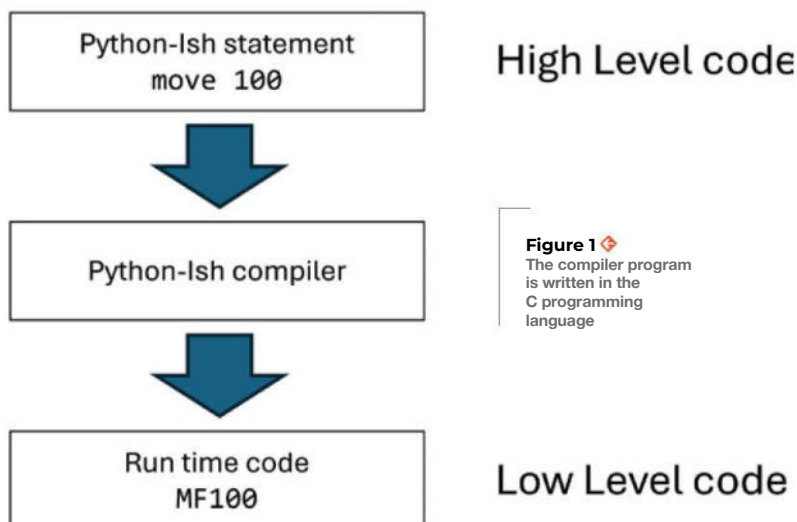 Python-Ish statement
move 100
High Level code
Python-Ish compiler
Figure 1
The compiler program
is written in the
C programming
language
Run time code
MF100
Low Level code